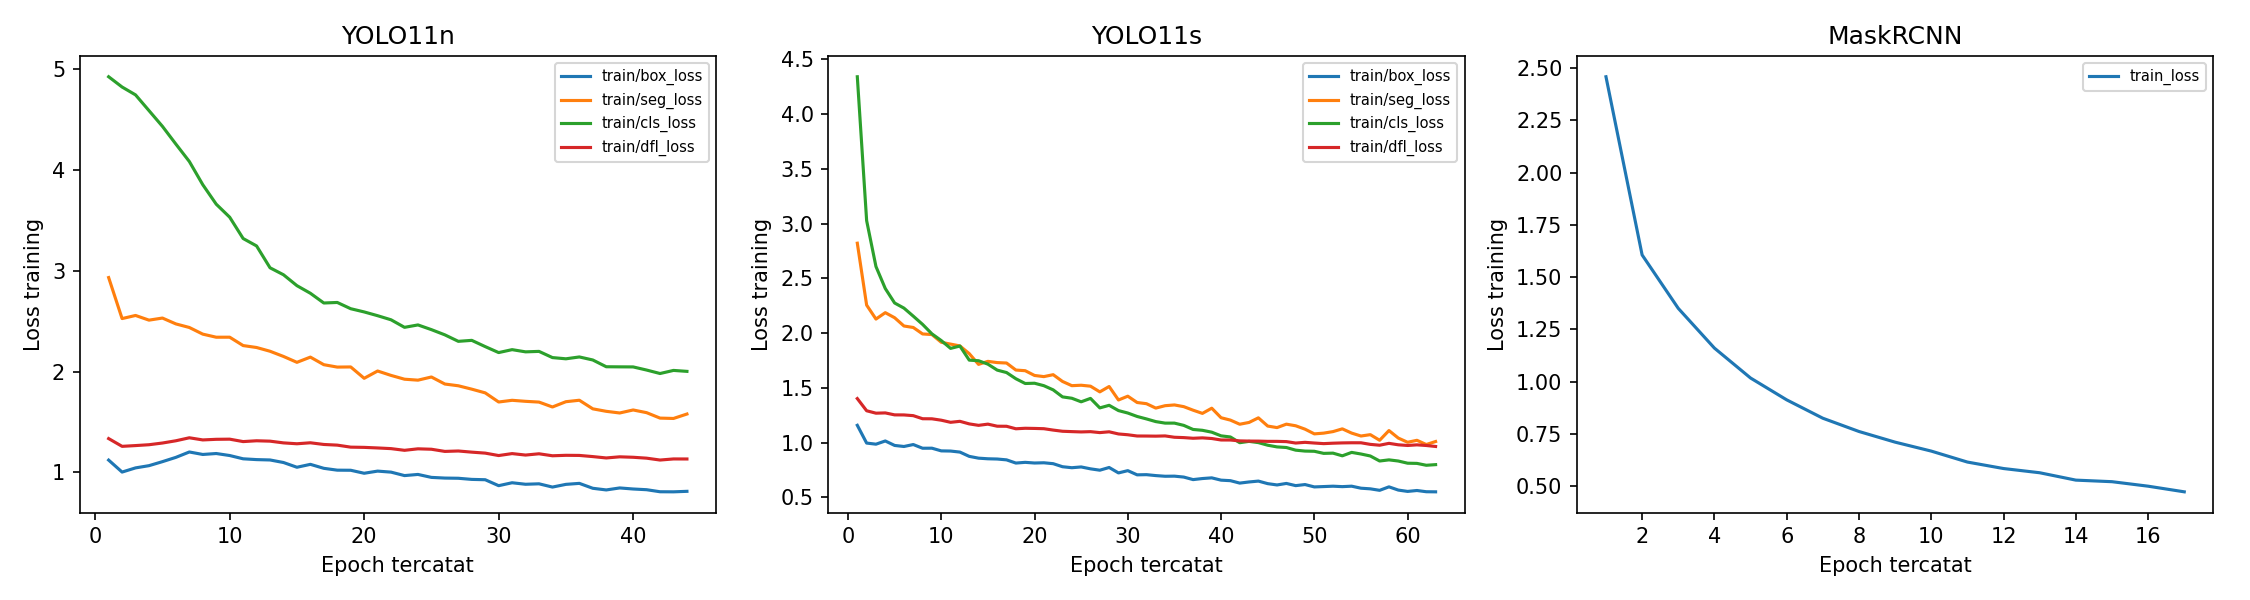 YOLO11n
5
4
3
2
1
Loss training
train/box_loss
train/seg_loss
train/cls_loss
train/dfl_loss
0
10
20
30
40
Epoch tercatat
YOLO11s
4.5
4.0
3.5
3.0
2.5
2.0
1.5
1.0
0.5
Loss training
train/box_loss
train/seg_loss
train/cls_loss
train/dfl_loss
0
10
20
30
40
50
60
Epoch tercatat
MaskRCNN
2.50
2.25
2.00
1.75
1.50
1.25
1.00
0.75
0.50
Loss training
train_loss
2
4
6
8
10
12
14
16
Epoch tercatat